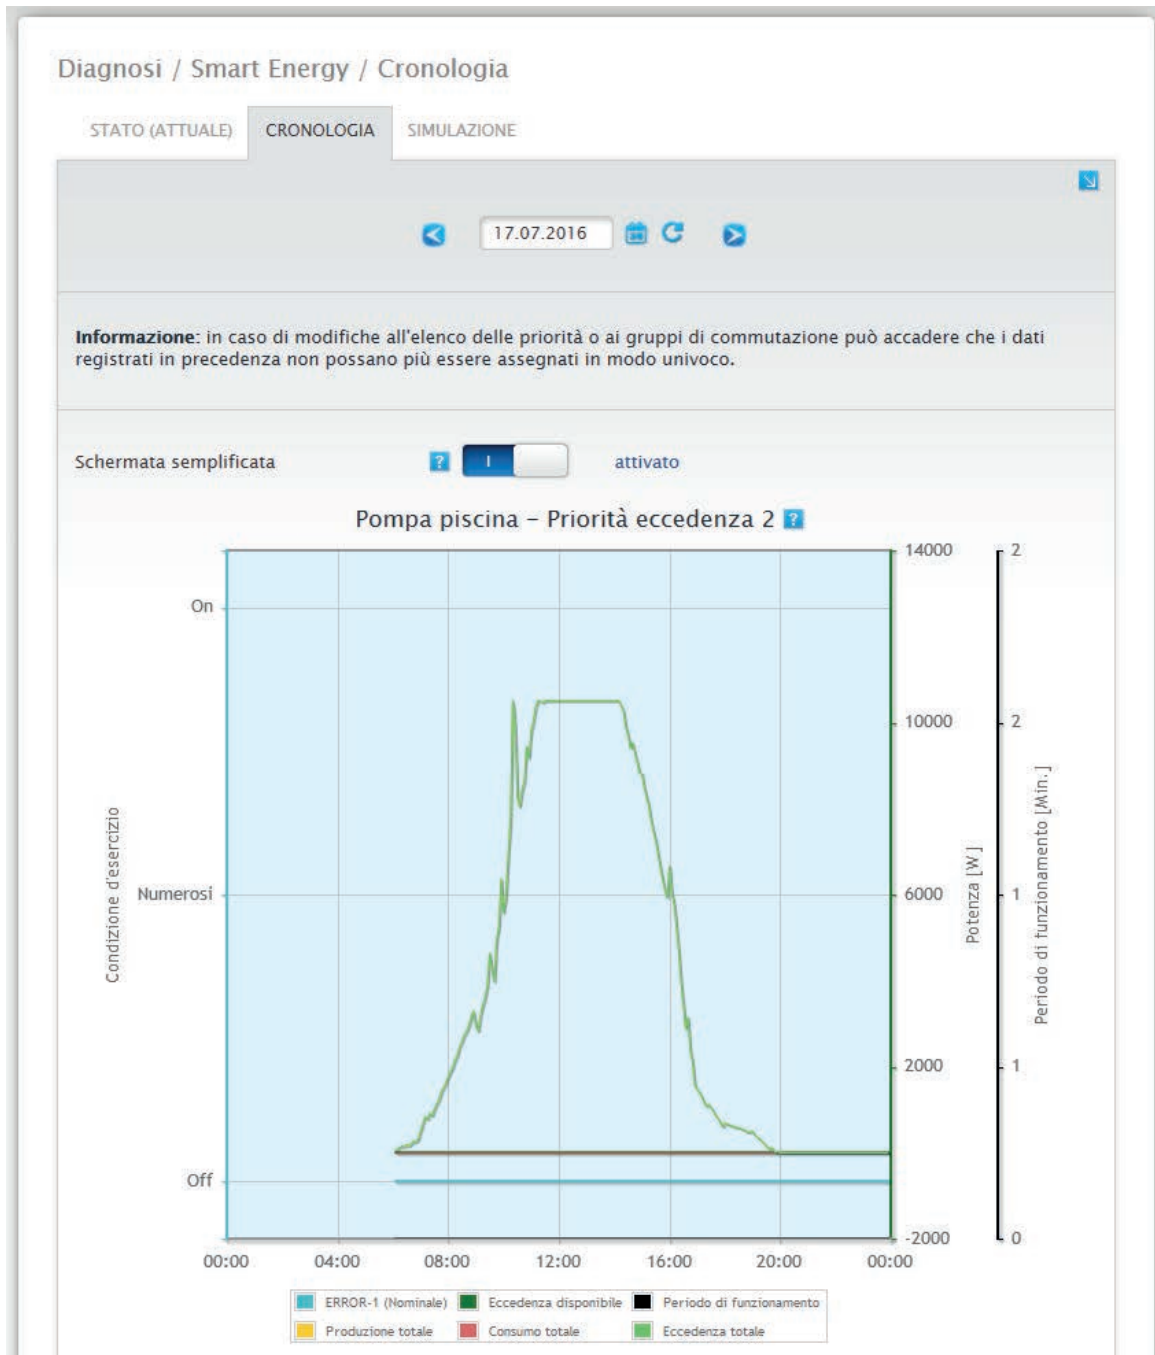 Diagnosi / Smart Energy / Cronologia
STATO (ATTUALE) CRONOLOGIA SIMULAZIONE
17.07.2016
Informazione: in caso di modifiche all'elenco delle priorità o ai gruppi di commutazione può accadere che i dati
registrati in precedenza non possano più essere assegnati in modo univoco.
Schermata semplificata ? I attivato
Pompa piscina - Priorità eccedenza 2 ?
Condizione d'esercizio
On
Numerosi
Off
14000
10000
6000
2000
-2000
Potenza [W]
2
2
1
1
0
Periodo di funzionamento [Min.]
00:00 04:00 08:00 12:00 16:00 20:00 00:00
ERROR-1 (Nominale) Eccedenza disponibile Periodo di funzionamento
Produzione totale Consumo totale Eccedenza totale